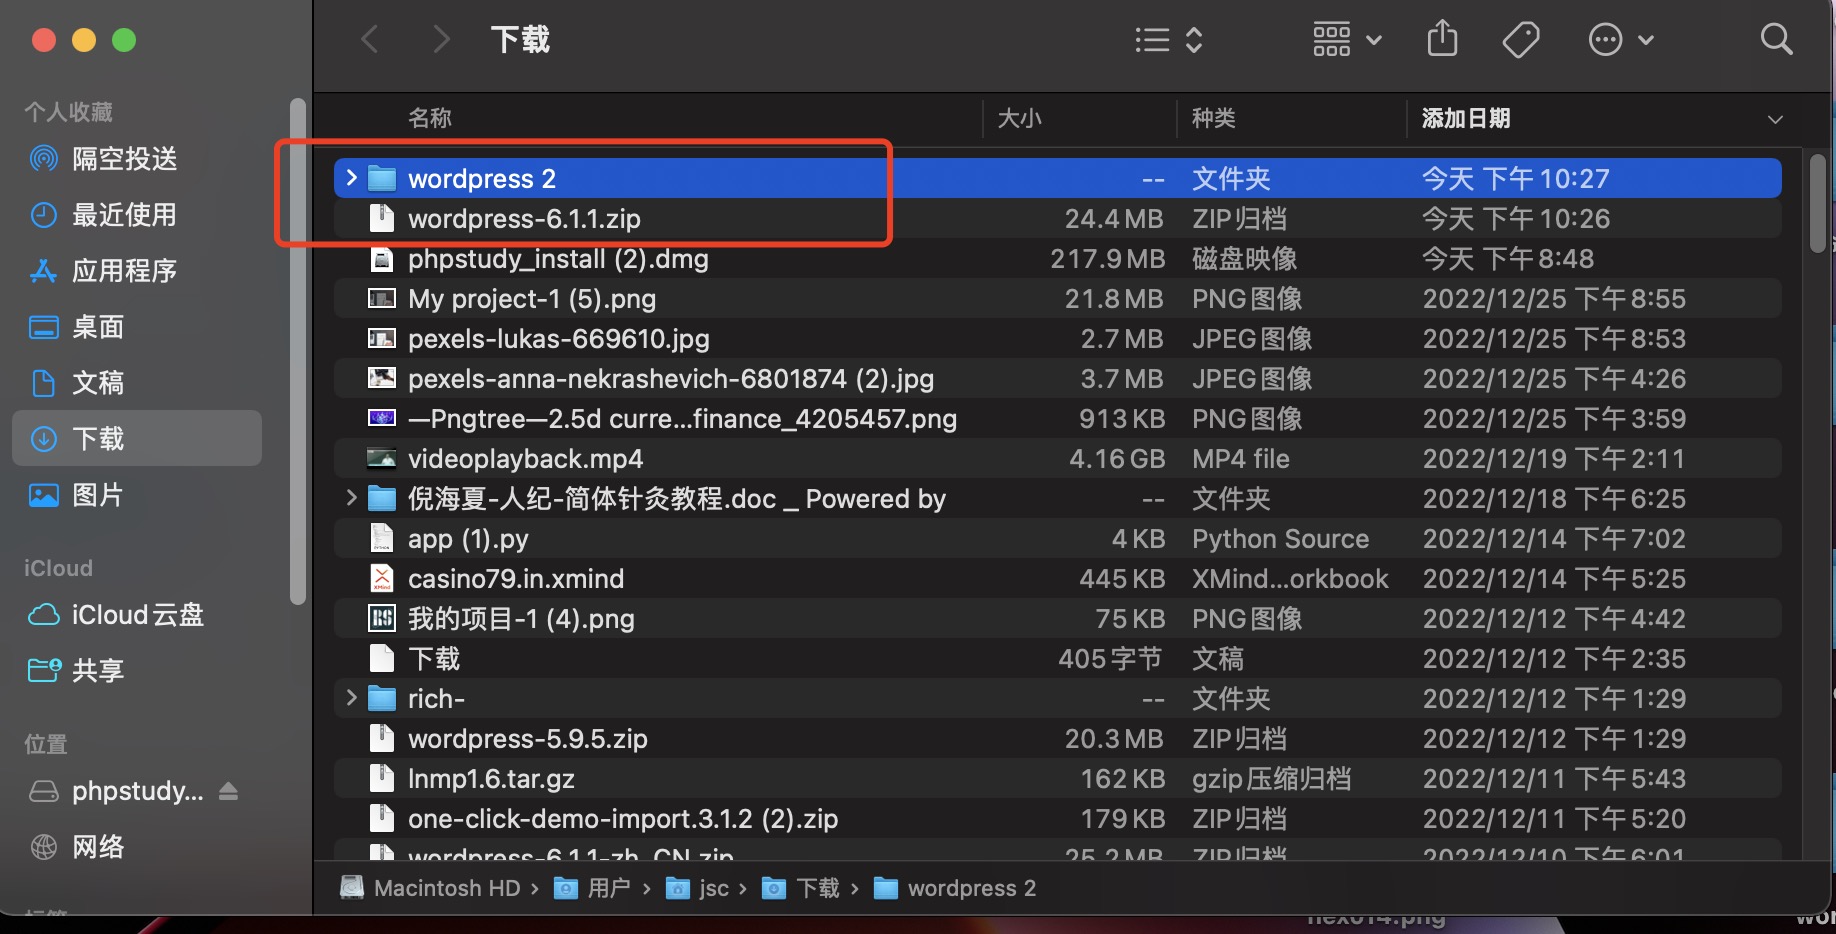 下载
个人收藏
隔空投送
最近使用
应用程序
桌面
文稿
下载
图片
iCloud
iCloud云盘
共享
位置
phpstudy...
网络
名称 大小 种类 添加日期
wordpress 2 -- 文件夹 今天 下午10:27
wordpress-6.1.1.zip 24.4 MB ZIP归档 今天 下午10:26
phpstudy_install (2).dmg 217.9 MB 磁盘映像 今天 下午8:48
My project-1 (5).png 21.8 MB PNG图像 2022/12/25 下午8:55
pexels-lukas-669610.jpg 2.7 MB JPEG图像 2022/12/25 下午8:53
pexels-anna-nekrashevich-6801874 (2).jpg 3.7 MB JPEG图像 2022/12/25 下午4:26
—Pngtree—2.5d curre...finance_4205457.png 913 KB PNG图像 2022/12/25 下午3:59
videoplayback.mp4 4.16 GB MP4 file 2022/12/19 下午2:11
倪海夏-人纪-简体针灸教程.doc _ Powered by -- 文件夹 2022/12/18 下午6:25
app (1).py 4 KB Python Source 2022/12/14 下午7:02
casino79.in.xmind 445 KB XMind...orkbook 2022/12/14 下午5:25
我的项目-1 (4).png 75 KB PNG图像 2022/12/12 下午4:42
下载 405字节 文稿 2022/12/12 下午2:35
rich- -- 文件夹 2022/12/12 下午1:29
wordpress-5.9.5.zip 20.3 MB ZIP归档 2022/12/12 下午1:29
lnmp1.6.tar.gz 162 KB gzip压缩归档 2022/12/11 下午5:43
one-click-demo-import.3.1.2 (2).zip 179 KB ZIP归档 2022/12/11 下午5:20
wordpress-6.1.1-zh_CN.zip 25.2 MB ZIP归档 2022/12/10 下午6:01
Macintosh HD › 用户 › jsc › 下载 › wordpress 2